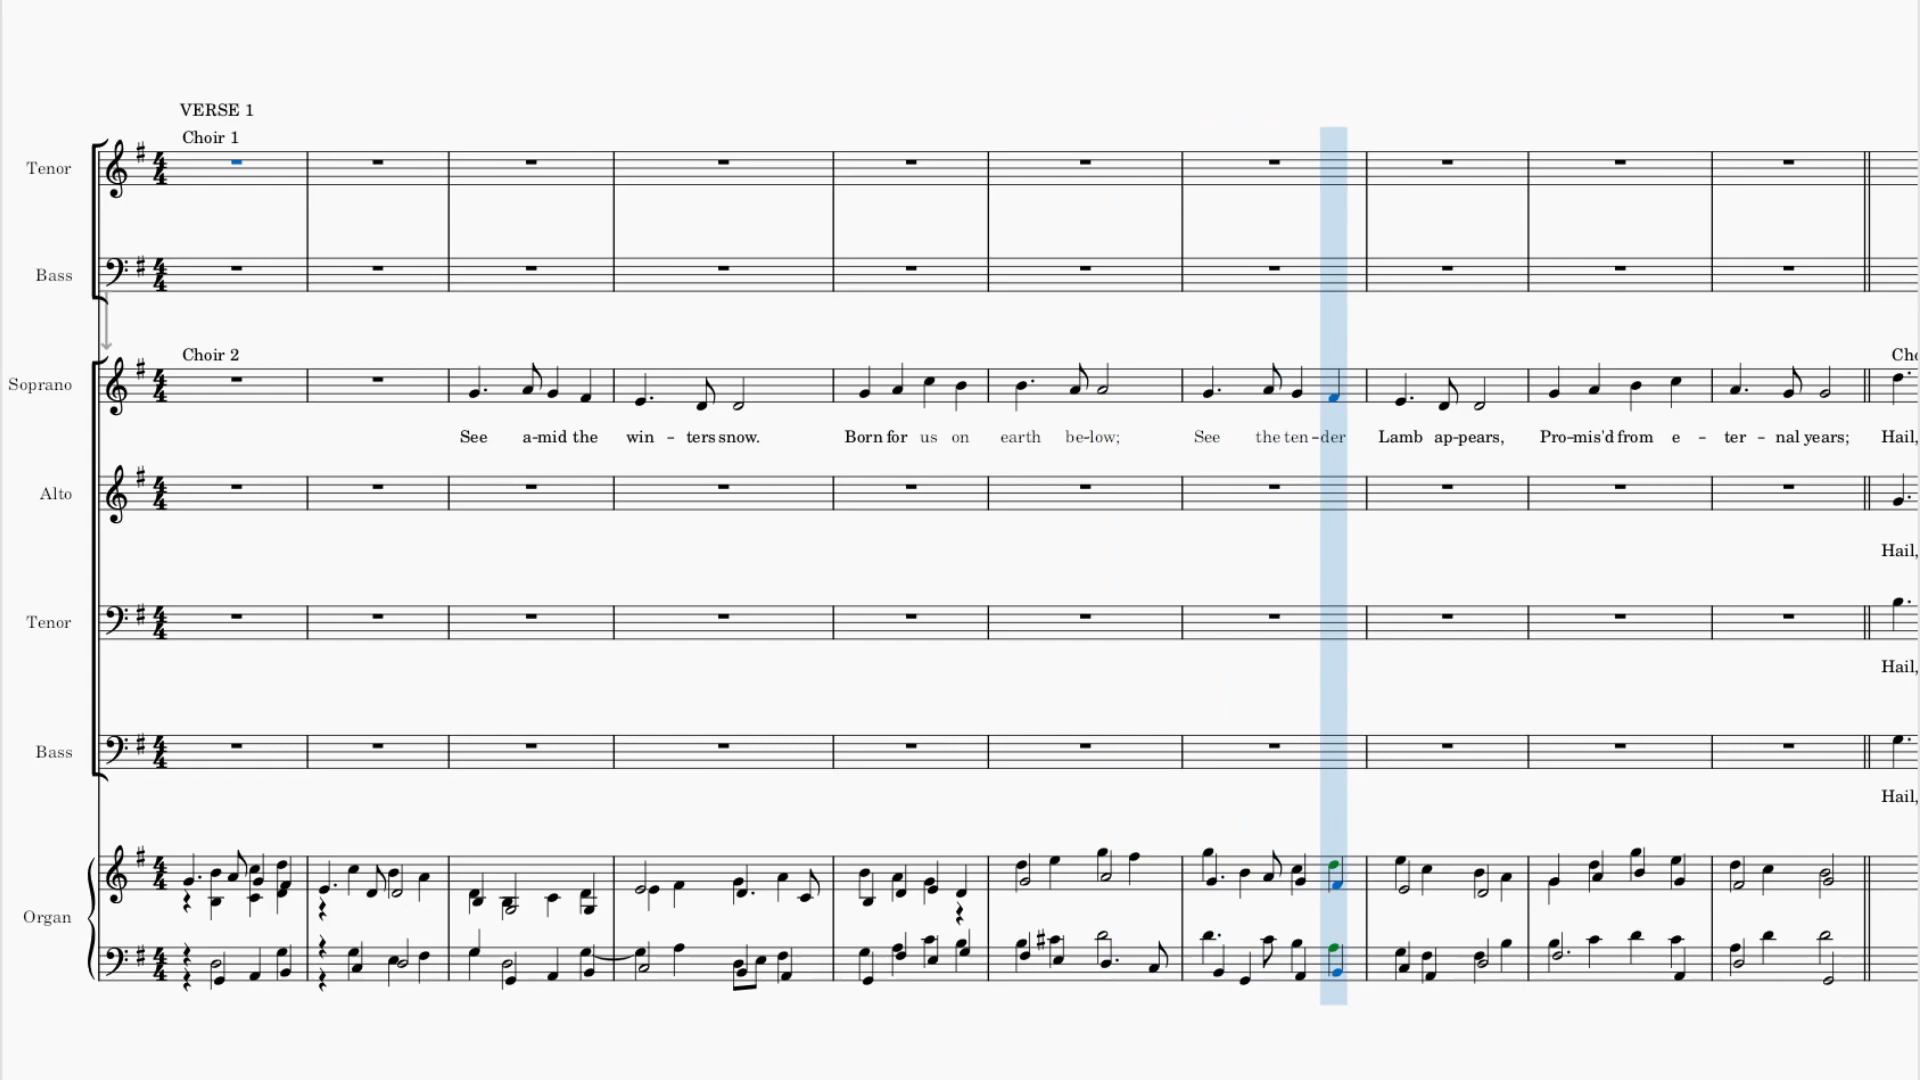 VERSE 1
Choir 1
Tenor
Bass
Choir 2
Soprano
See a-mid the win - ters snow. Born for us on earth be-low; See the ten-der Lamb ap-pears, Pro-mis'd from e - ter - nal years; Hail,
Alto
Hail,
Tenor
Hail,
Bass
Hail,
Organ